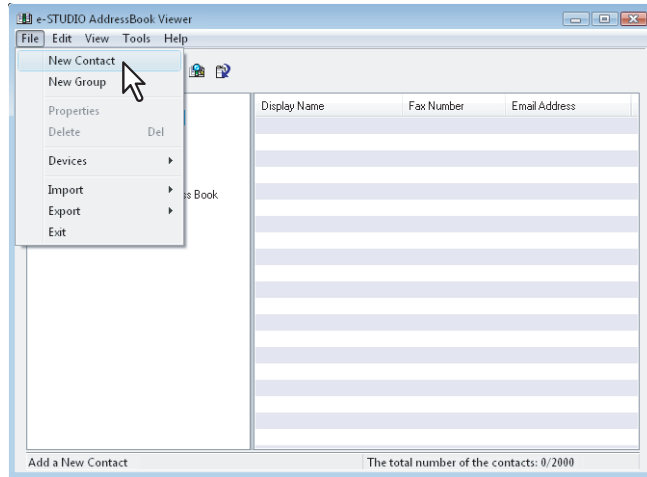 e-STUDIO AddressBook Viewer
File Edit View Tools Help
New Contact
New Group
Properties
Delete Del
Devices
Import
Export
Exit
ss Book
Display Name Fax Number Email Address
Add a New Contact The total number of the contacts: 0/2000